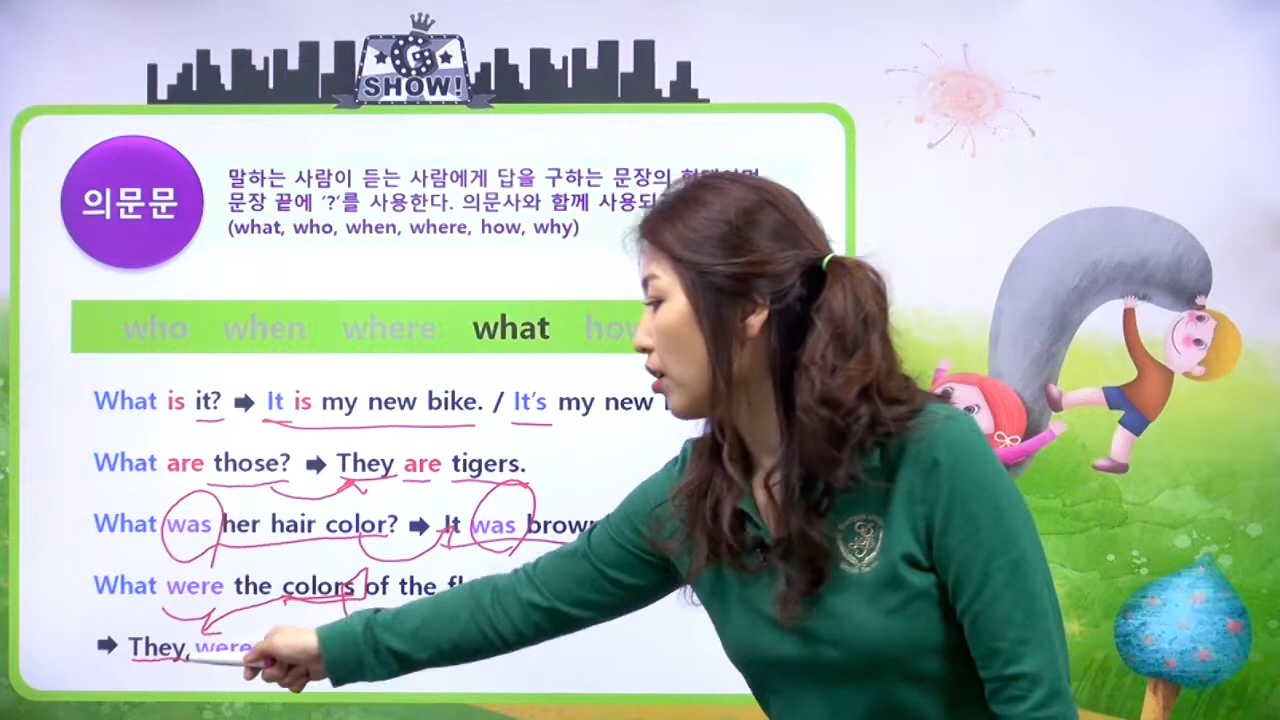 G
SHOW!
의문문
말하는 사람이 듣는 사람에게 답을 구하는 문장의
문장 끝에 '?'를 사용한다. 의문사와 함께
(what, who, when, where, how, why)
who when where what how
What is it? ➡ It is my new bike. / It's my new
What are those? ➡ They are tigers.
What was her hair color? ➡ It was brown
What were the colors of the
➡ They were